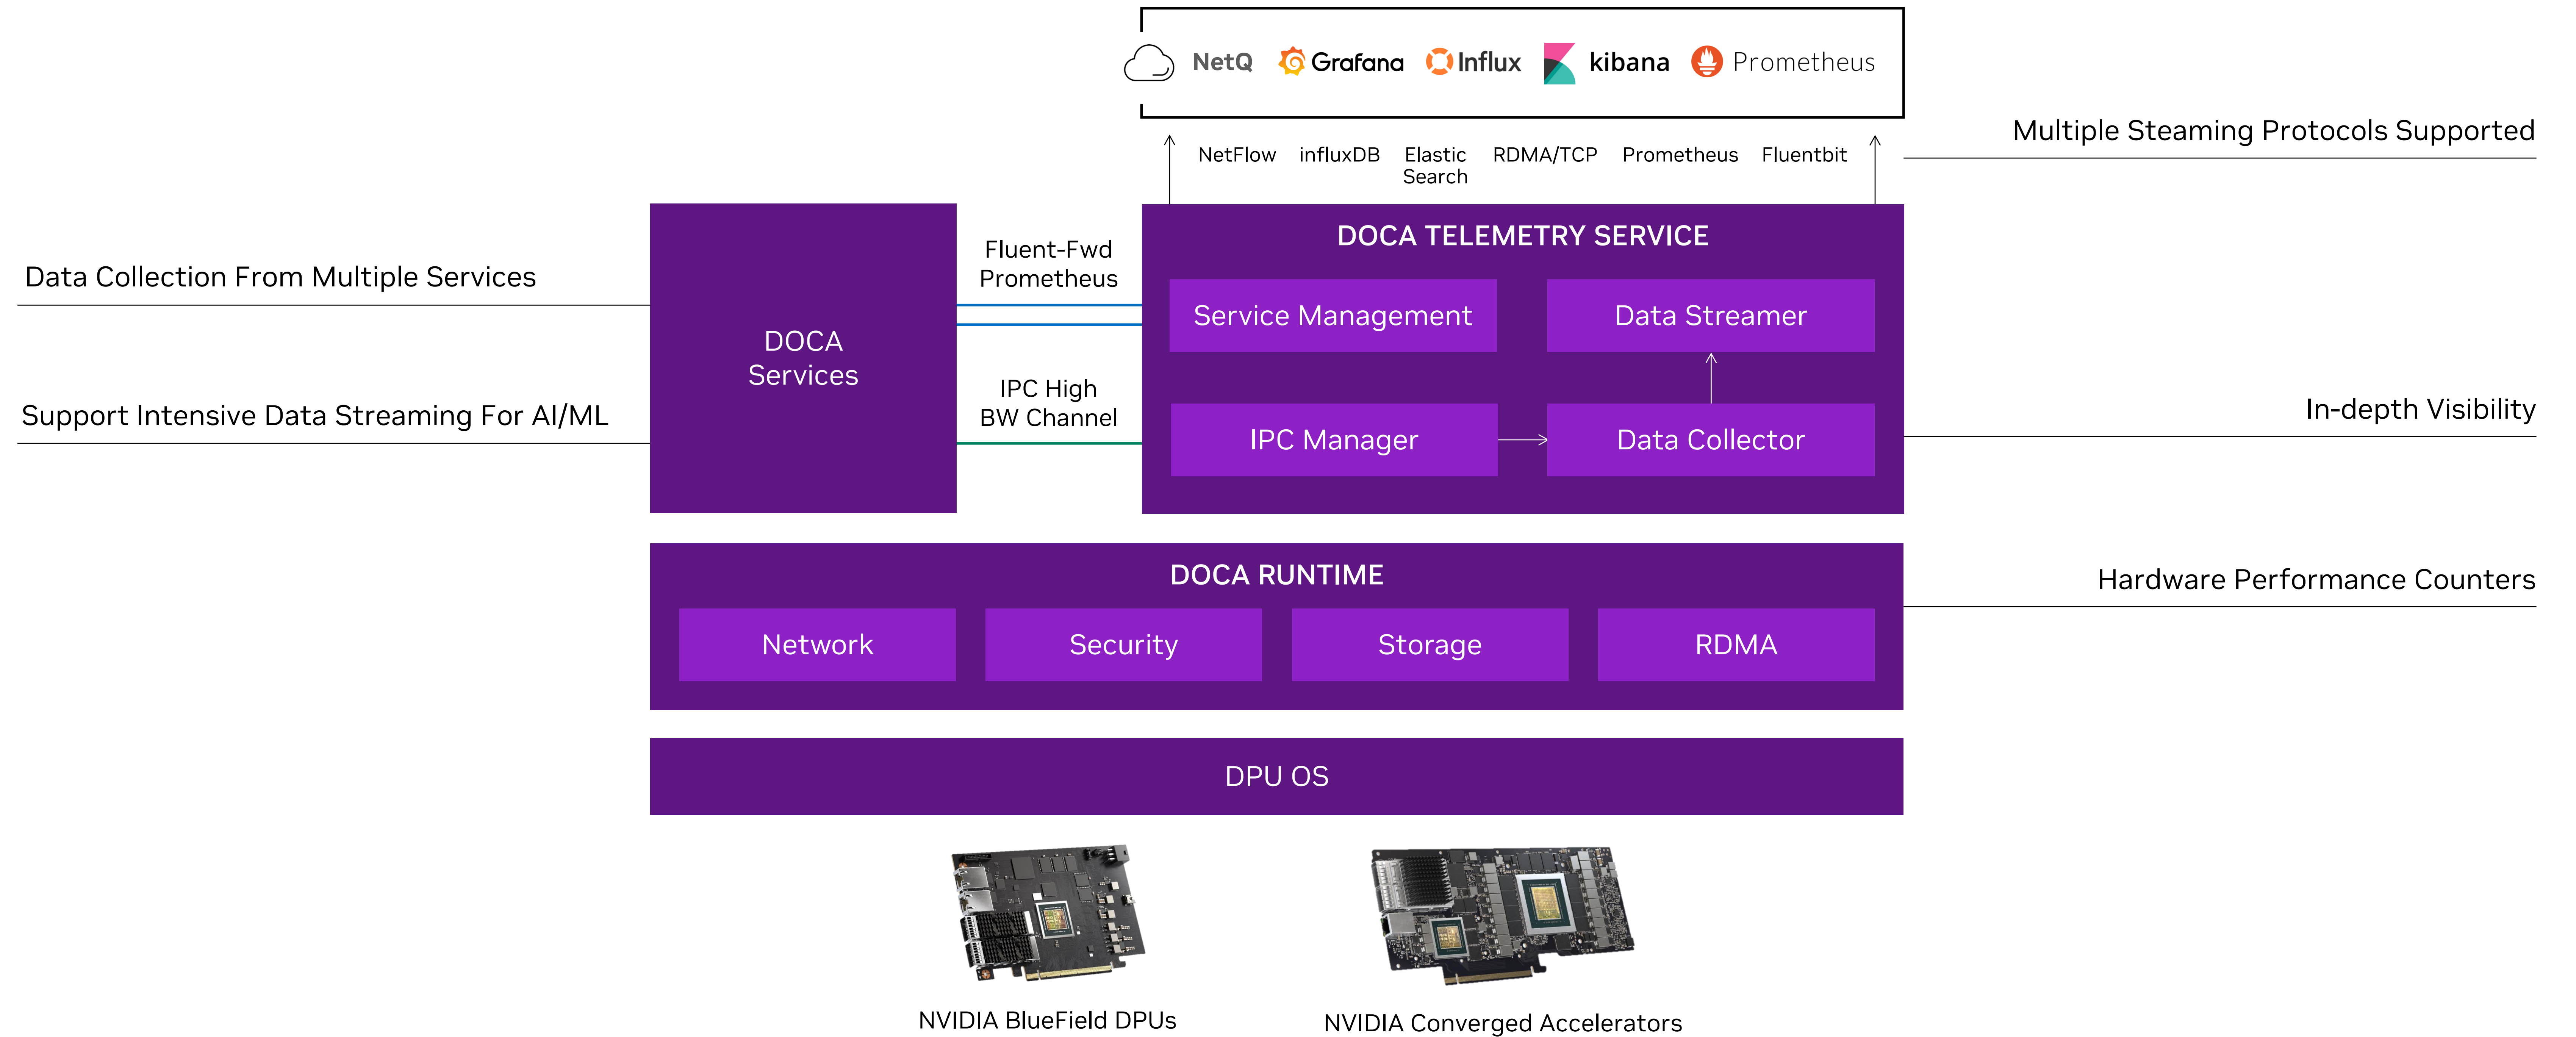 NetQ
Grafana
Influx
kibana
Prometheus
Multiple Steaming Protocols Supported
NetFlow
influxDB
Elastic
Search
RDMA/TCP
Prometheus
Fluentbit
Data Collection From Multiple Services
Support Intensive Data Streaming For AI/ML
DOCA
Services
Fluent-Fwd
Prometheus
IPC High
BW Channel
DOCA TELEMETRY SERVICE
Service Management
Data Streamer
IPC Manager
Data Collector
In-depth Visibility
DOCA RUNTIME
Network
Security
Storage
RDMA
Hardware Performance Counters
DPU OS
NVIDIA BlueField DPUs
NVIDIA Converged Accelerators